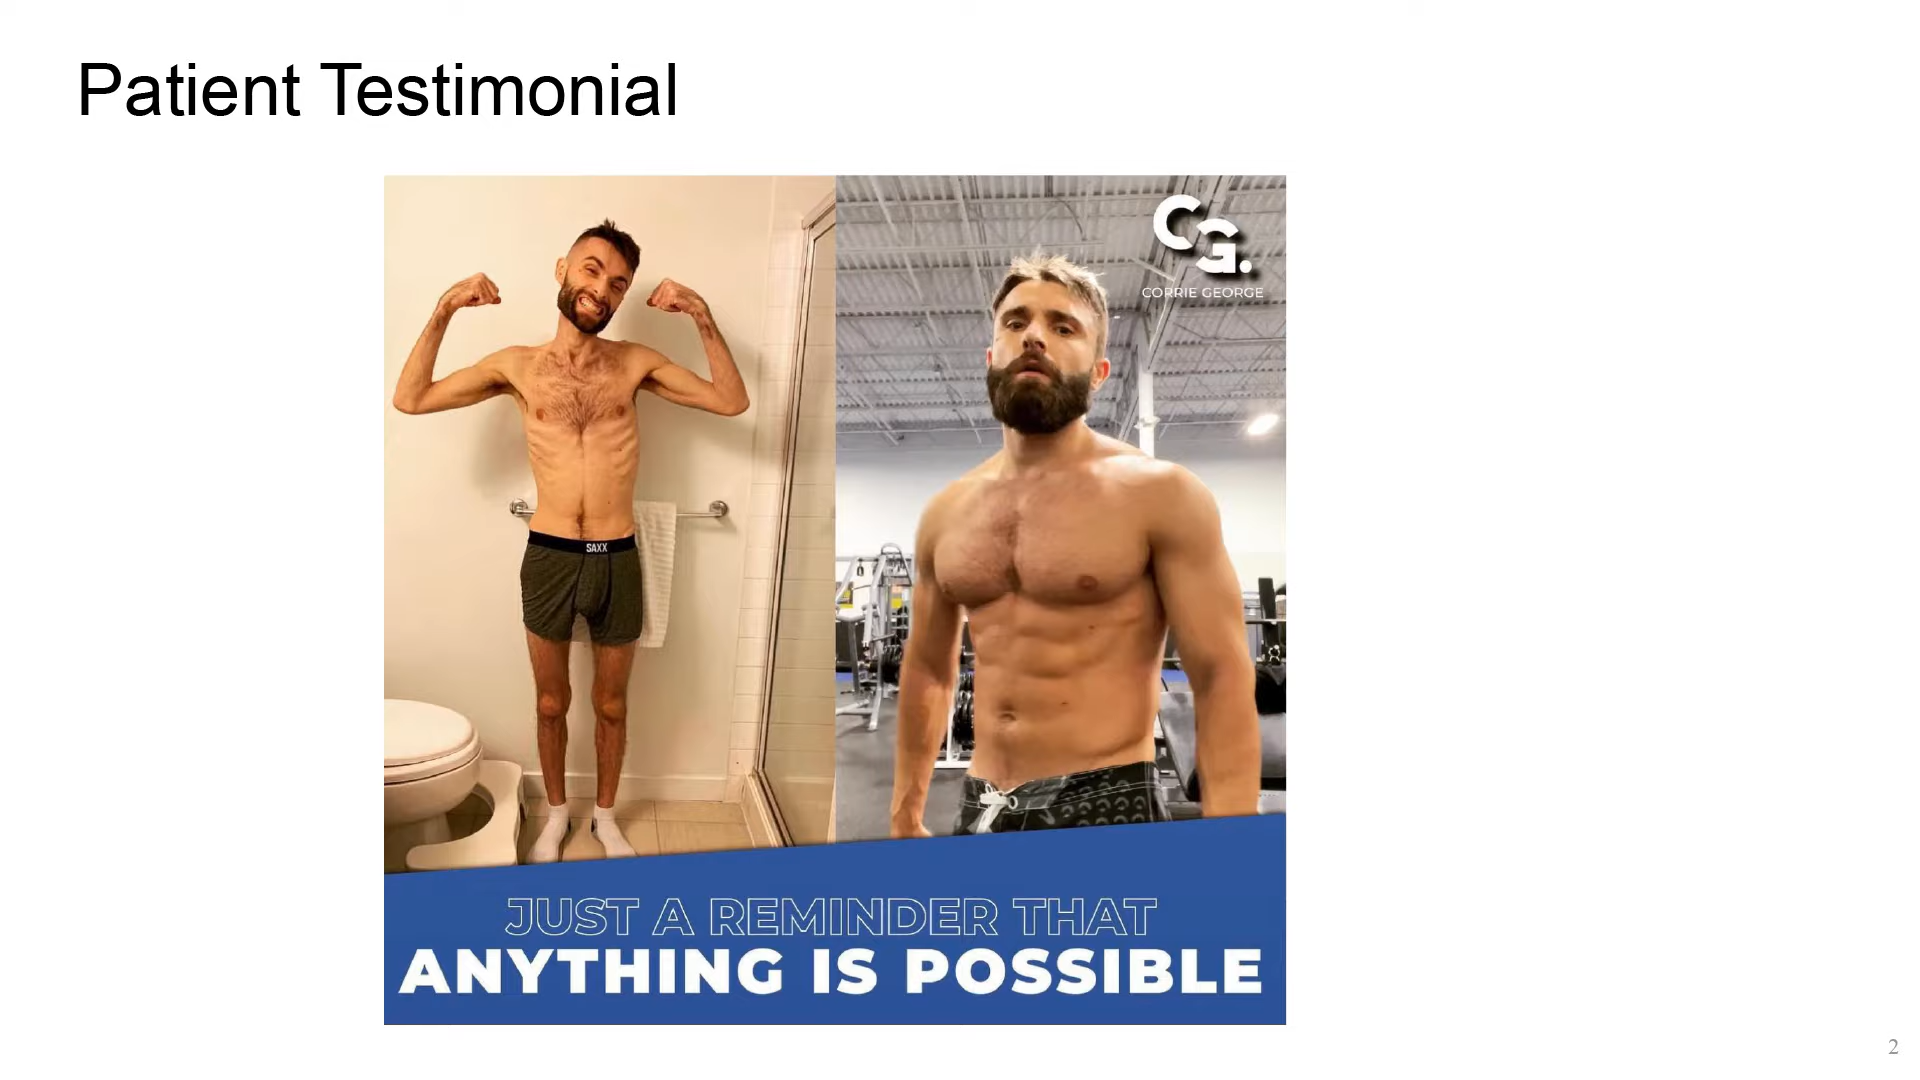 Patient Testimonial
CG.
CORRIE GEORGE
SAXX
JUST A REMINDER THAT
ANYTHING IS POSSIBLE
2